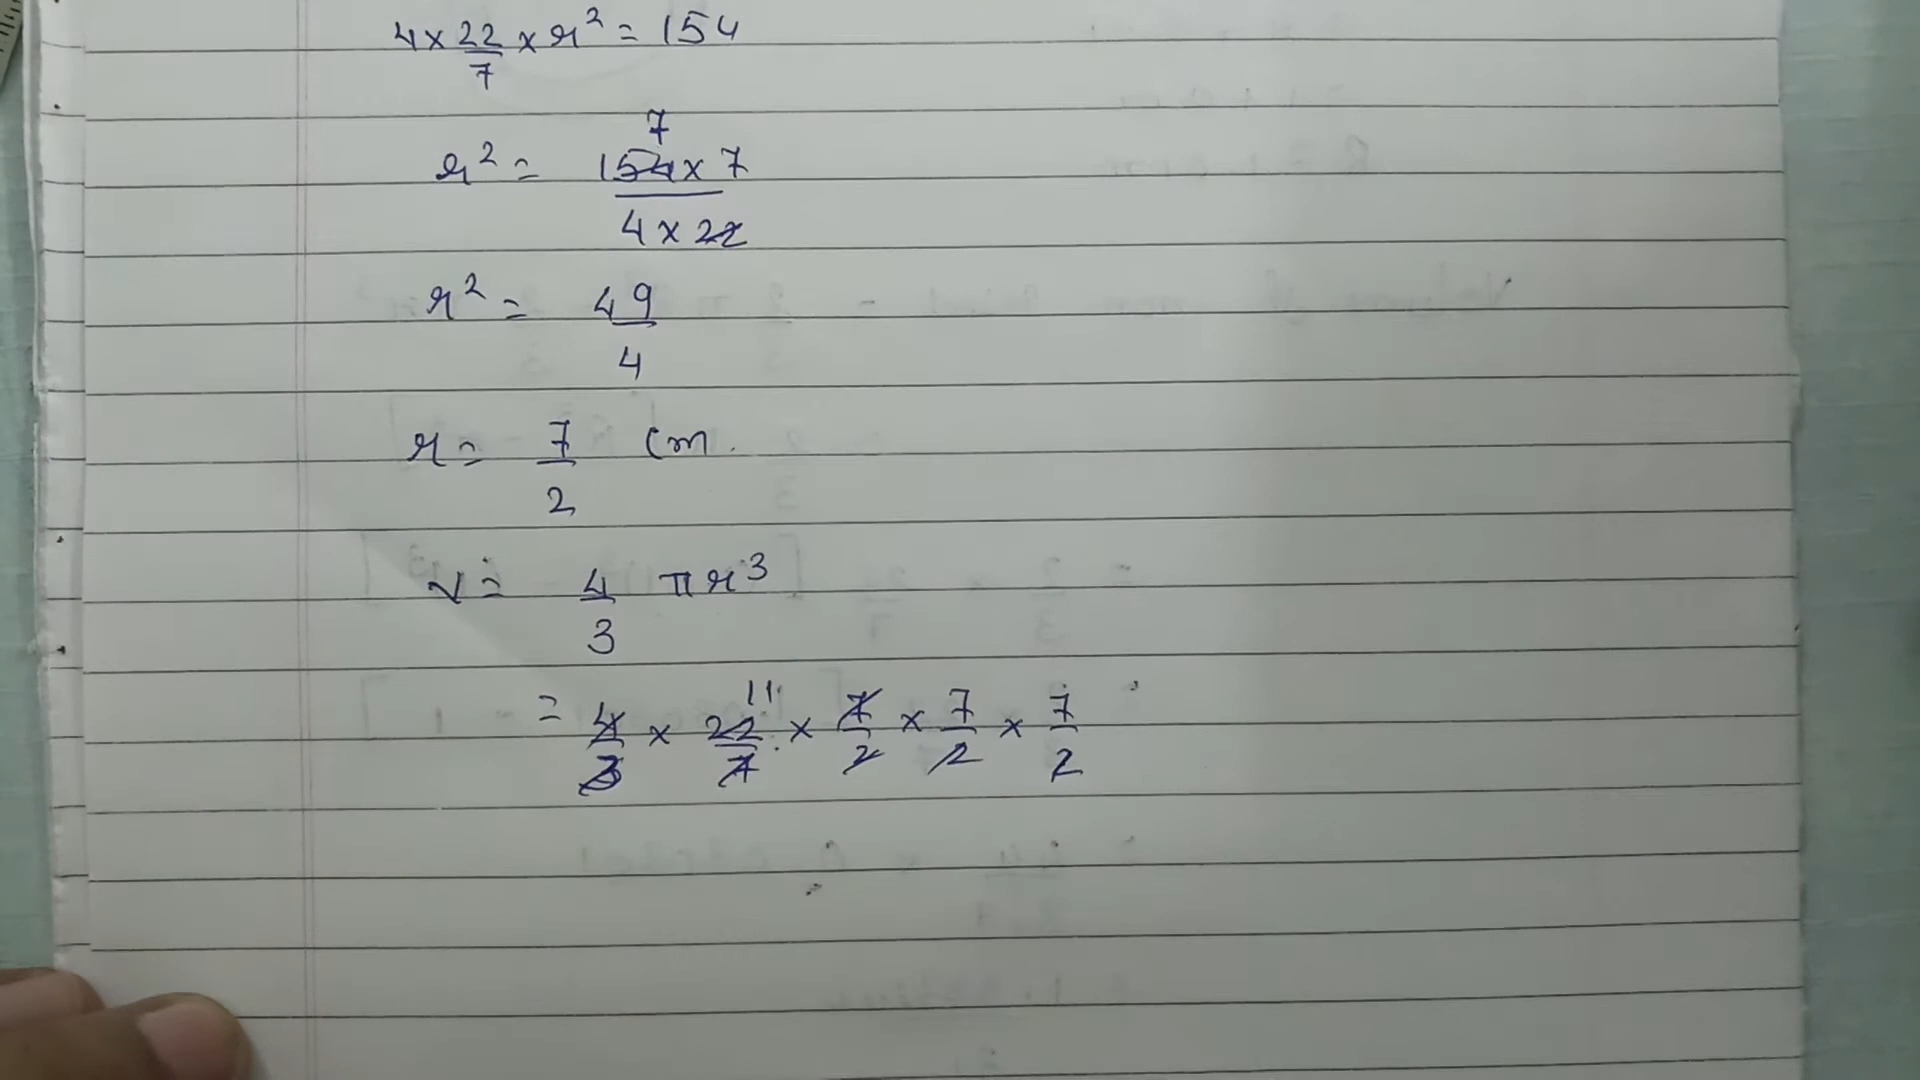 4 × 22/7 × r² = 154
7
r² = 154 × 7 / 4 × 22
r² = 49/4
r = 7/2 cm.
V = 4/3 πr³
11
= 4/3 × 22/7 × 7/2 × 7/2 × 7/2